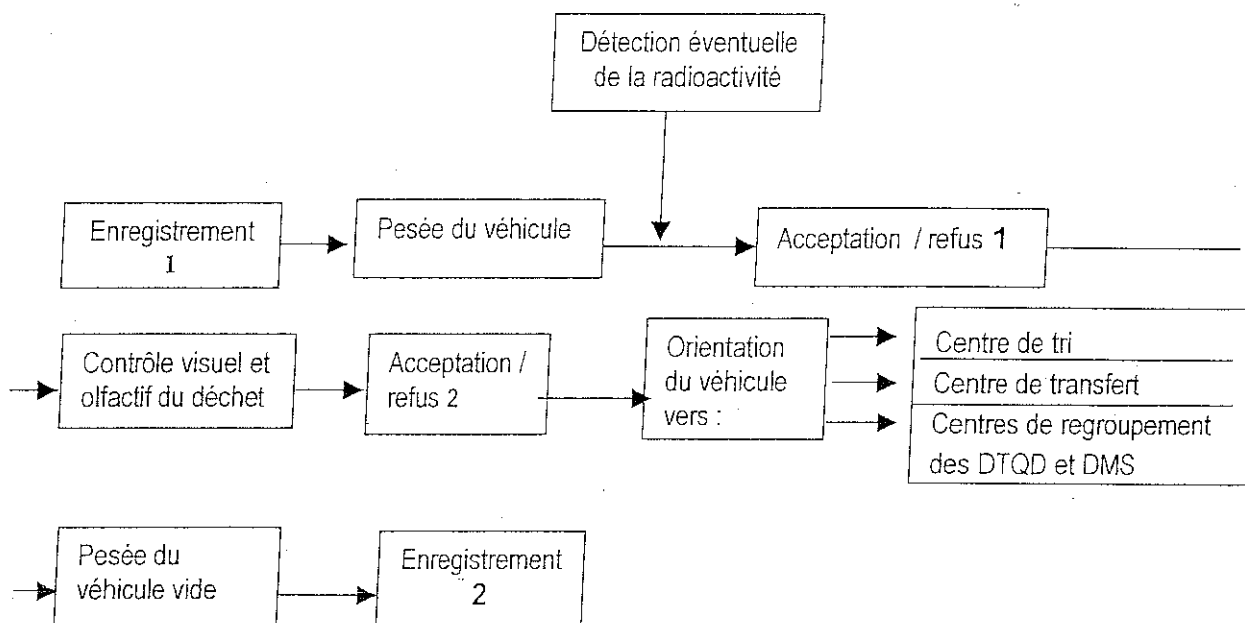 Détection éventuelle
de la radioactivité
Enregistrement
1
Pesée du véhicule
Acceptation / refus 1
Contrôle visuel et
olfactif du déchet
Acceptation /
refus 2
Orientation
du véhicule
vers :
Centre de tri
Centre de transfert
Centres de regroupement
des DTQD et DMS
Pesée du
véhicule vide
Enregistrement
2